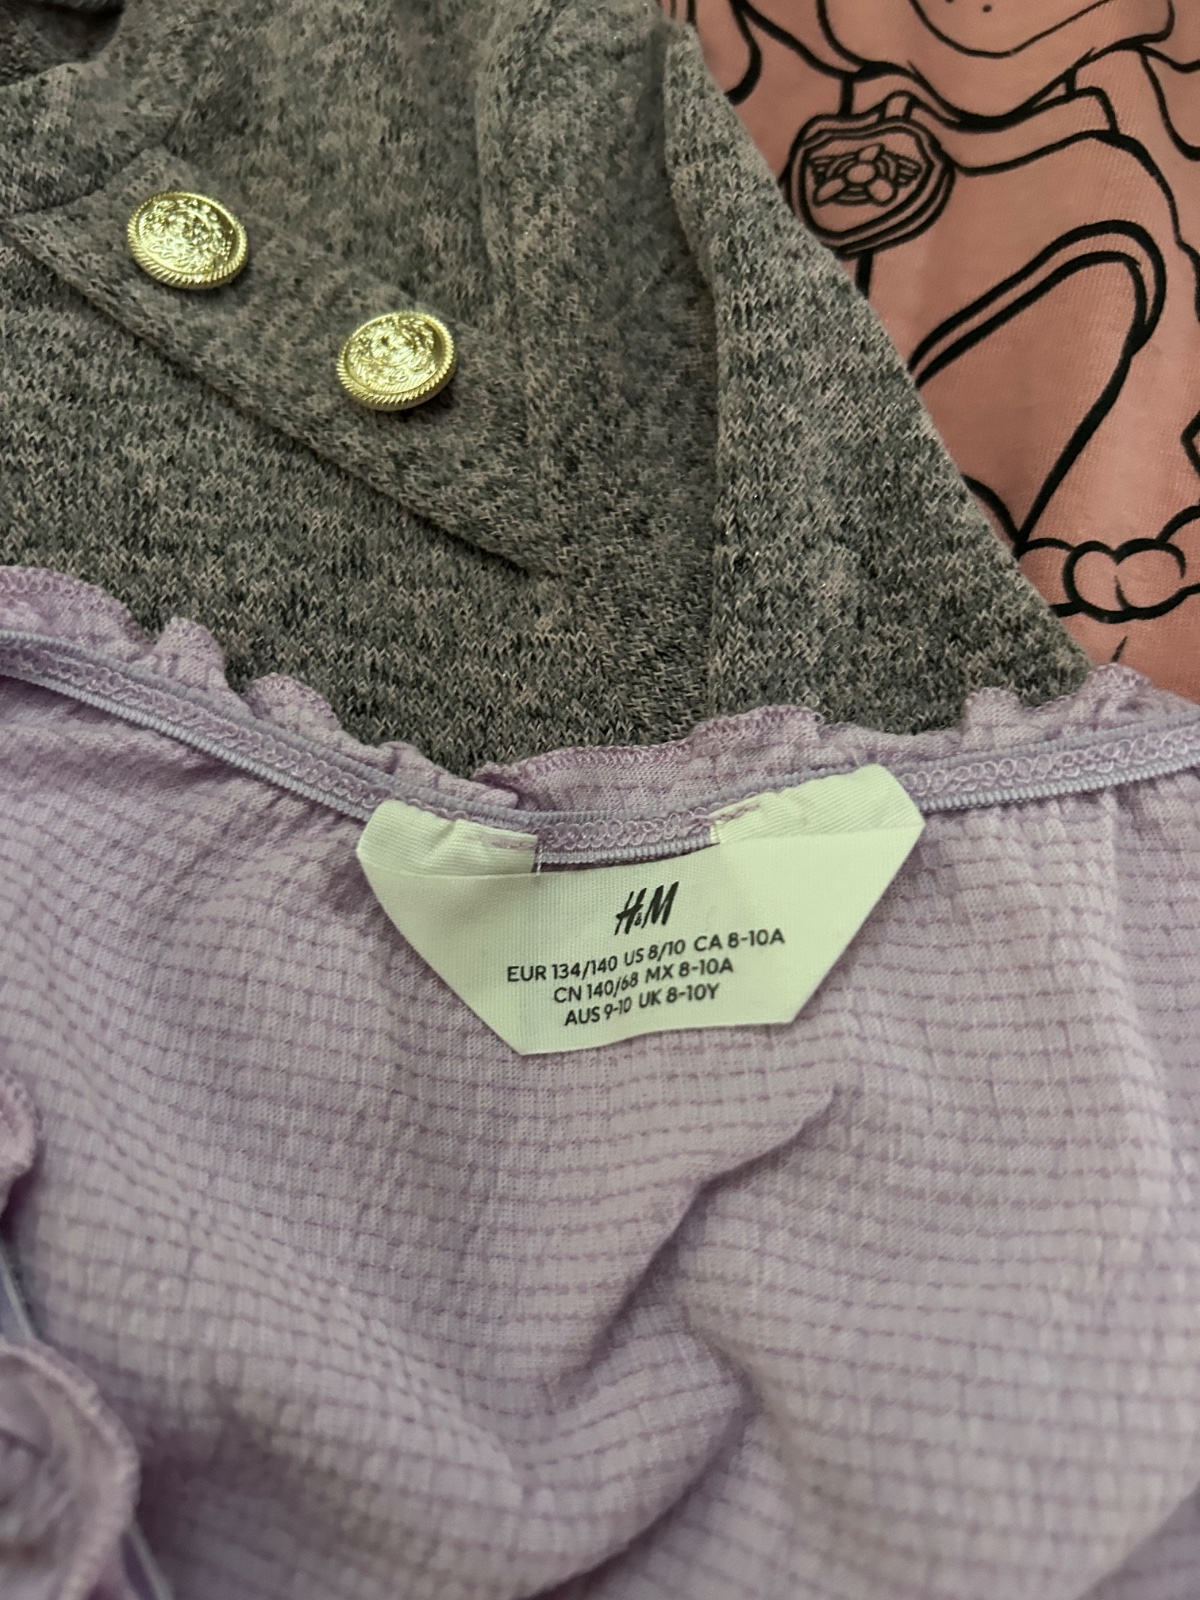 H&M
EUR 134/140 US 8/10 CA 8-10A
CN 140/68 MX 8-10A
AUS 9-10 UK 8-10Y